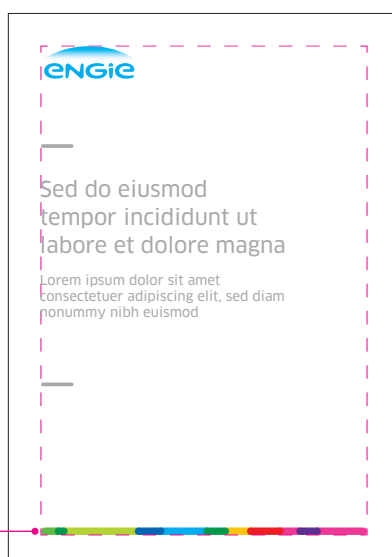 ENGIE
Sed do eiusmod
tempor incididunt ut
labore et dolore magna
Lorem ipsum dolor sit amet
consectetuer adipiscing elit, sed diam
nonummy nibh euismod